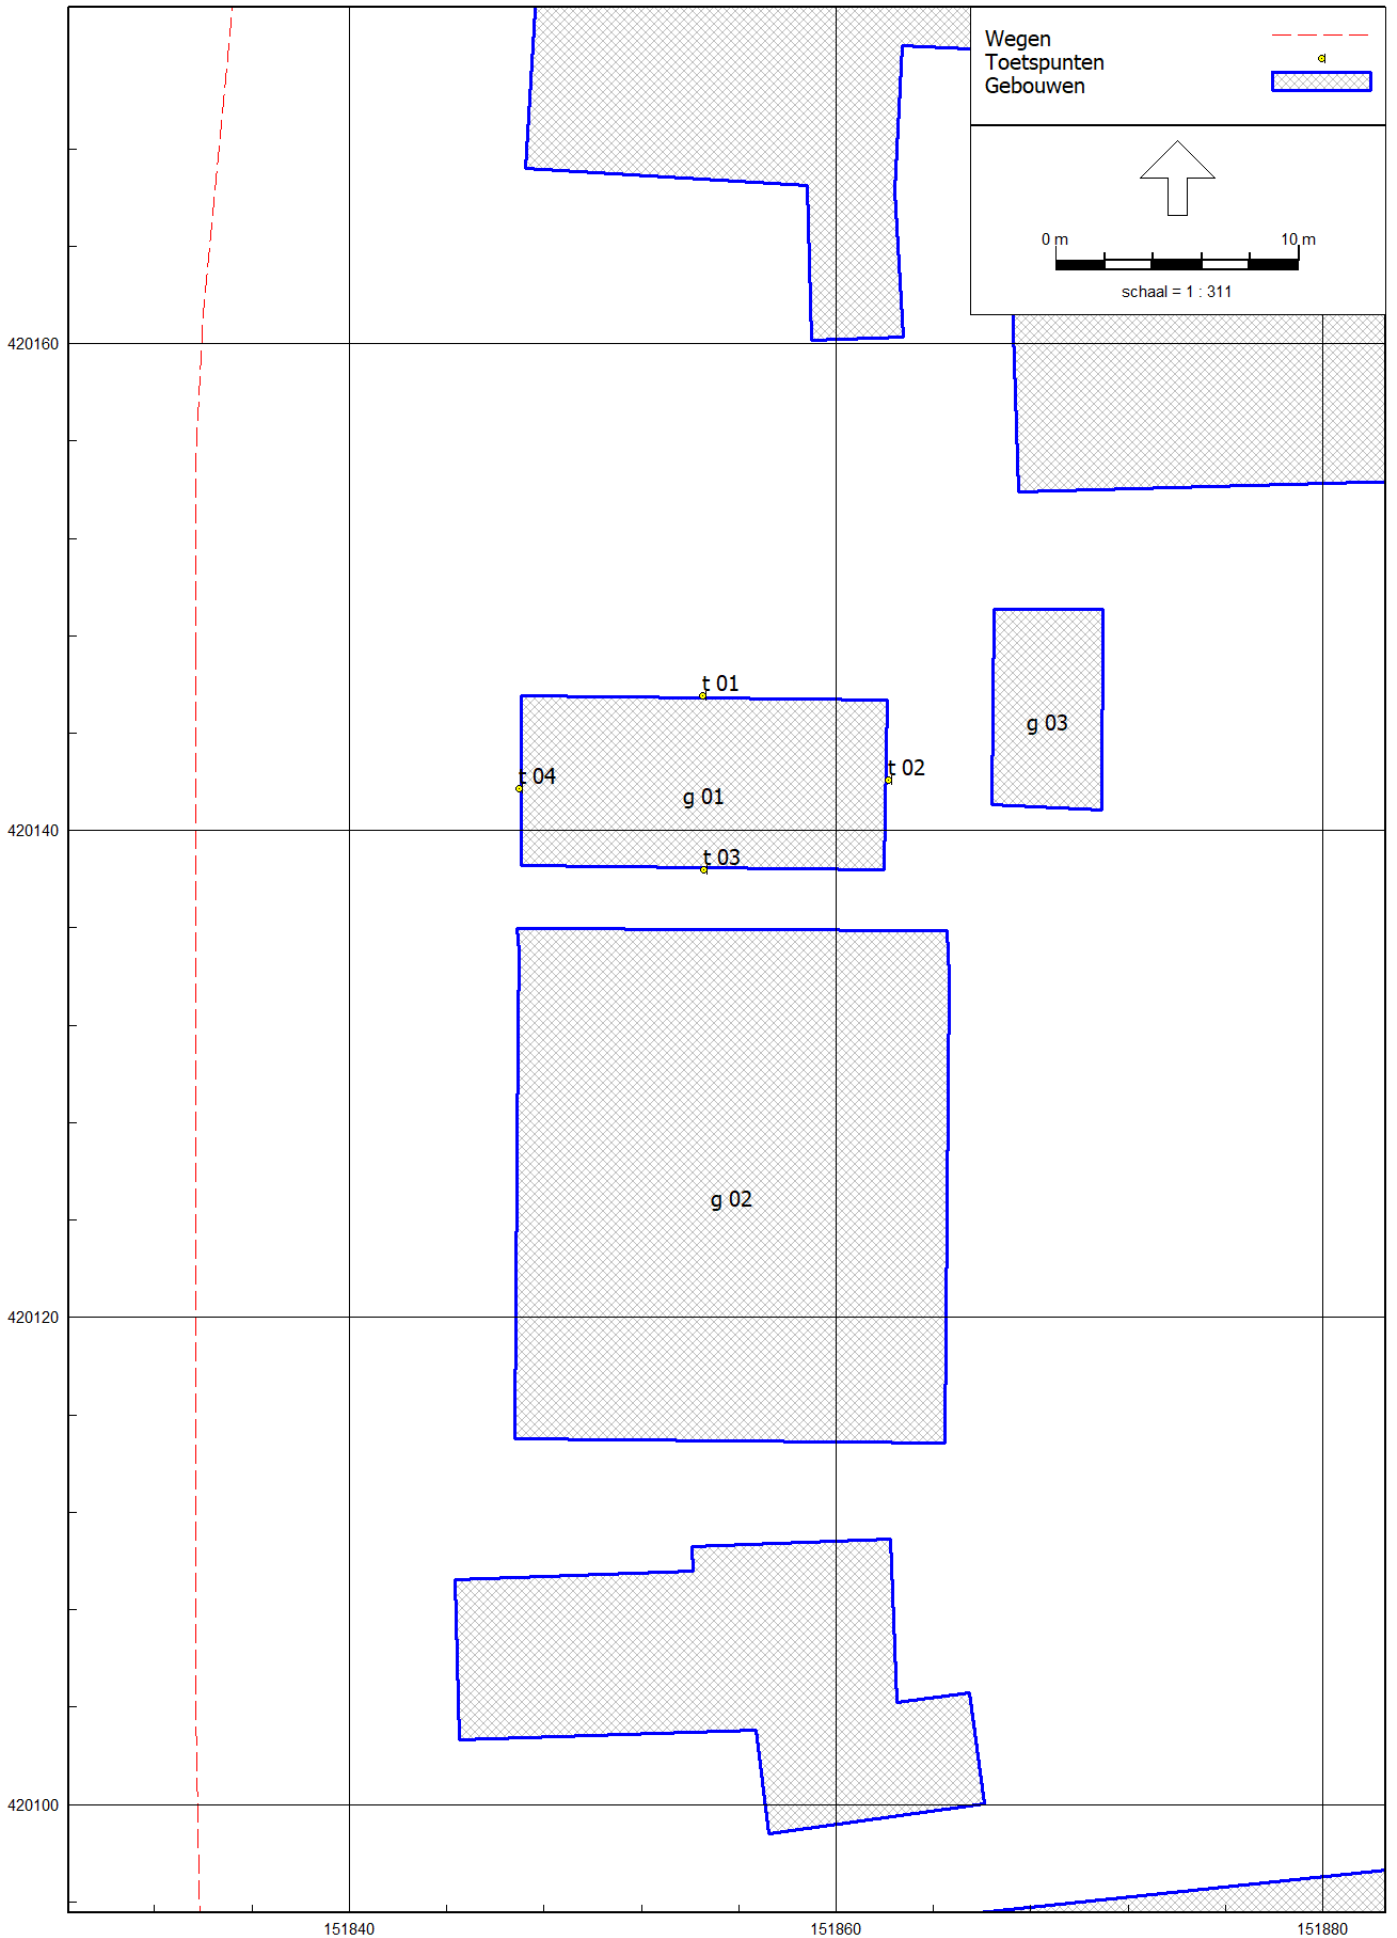 Wegen
Toetspunten
Gebouwen
0 m
10 m
schaal = 1 : 311
420160
t 01
g 03
t 02
t 04
g 01
420140
t 03
g 02
420120
420100
151840
151860
151880